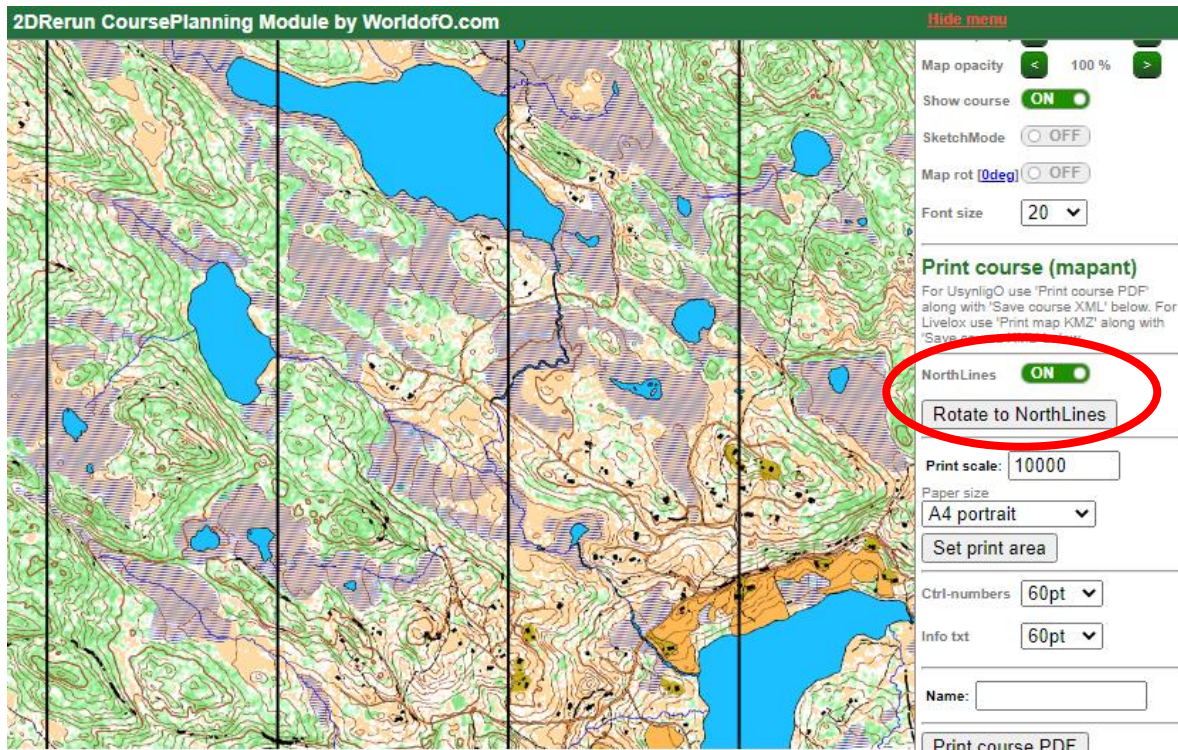 2DRerun CoursePlanning Module by WorldofO.com
Hide menu
Map opacity < 100 % >
Show course ON
SketchMode OFF
Map rot [0deg] OFF
Font size 20
Print course (mapant)
For UsynligO use 'Print course PDF'
along with 'Save course XML' below. For
Livelox use 'Print map KMZ' along with
'Save
NorthLines ON
Rotate to NorthLines
Print scale: 10000
Paper size
A4 portrait
Set print area
Ctrl-numbers 60pt
Info txt 60pt
Name:
Print course PDF